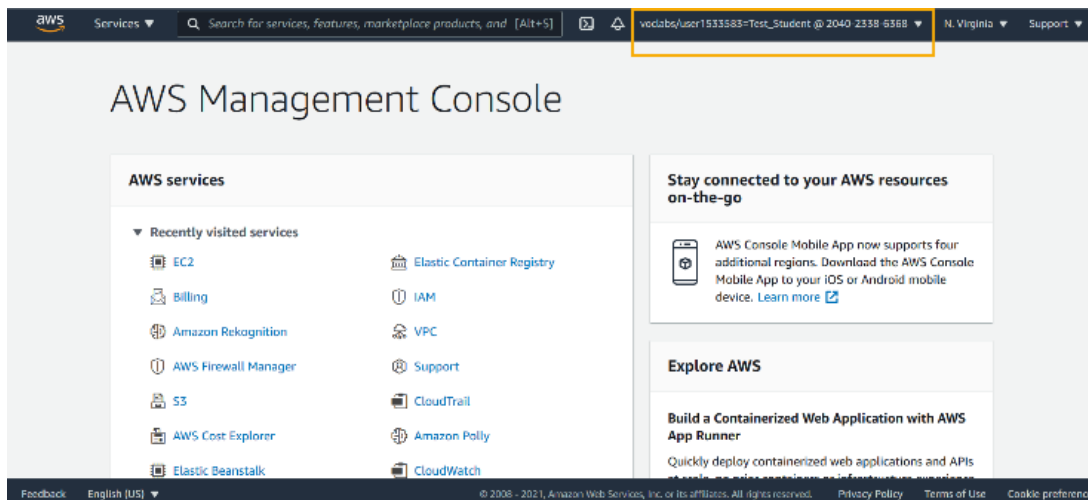 aws Services ▼ Search for services, features, marketplace products, and [Alt+S] voclabs/user1533583=Test_Student @ 2040-2338-6368 ▼ N. Virginia ▼ Support ▼
AWS Management Console
AWS services
▼ Recently visited services
EC2
Elastic Container Registry
Billing
IAM
Amazon Rekognition
VPC
AWS Firewall Manager
Support
S3
CloudTrail
AWS Cost Explorer
Amazon Polly
Elastic Beanstalk
CloudWatch
Stay connected to your AWS resources
on-the-go
AWS Console Mobile App now supports four
additional regions. Download the AWS Console
Mobile App to your iOS or Android mobile
device. Learn more
Explore AWS
Build a Containerized Web Application with AWS
App Runner
Quickly deploy containerized web applications and APIs
Feedback English (US) ▼ © 2008 - 2021, Amazon Web Services, Inc. or its affiliates. All rights reserved. Privacy Policy Terms of Use Cookie preferenc